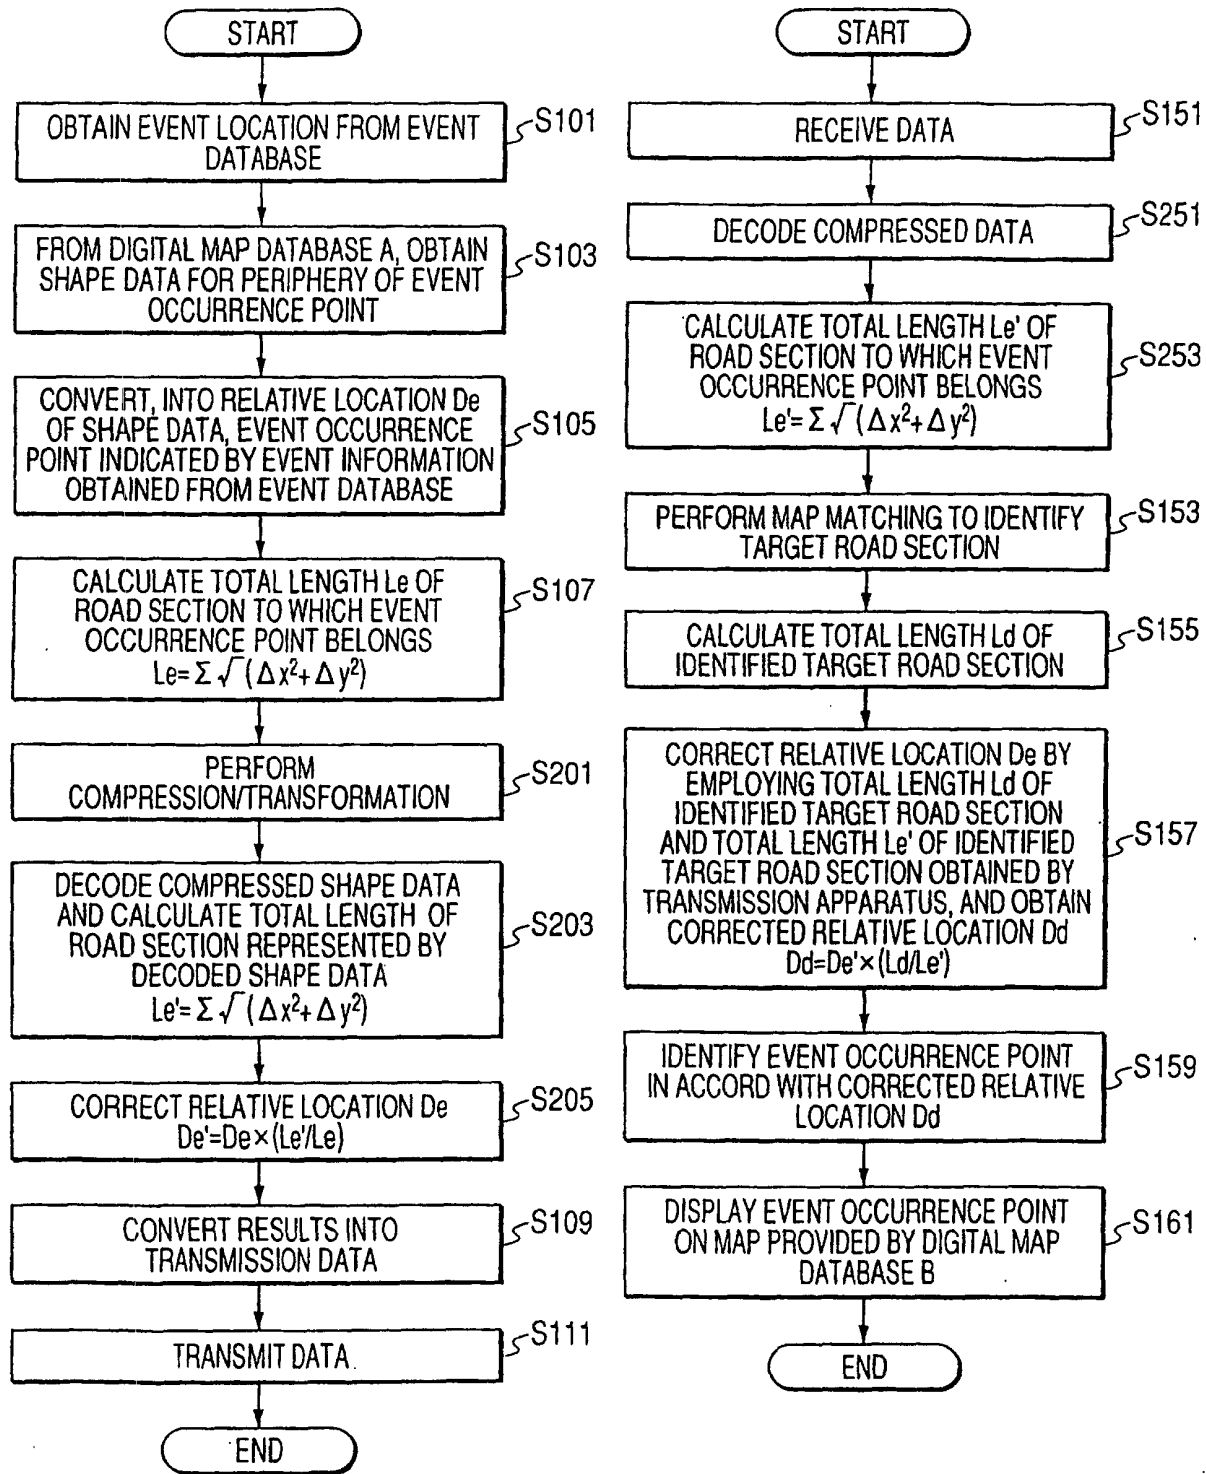 START
OBTAIN EVENT LOCATION FROM EVENT
DATABASE
S101
FROM DIGITAL MAP DATABASE A, OBTAIN
SHAPE DATA FOR PERIPHERY OF EVENT
OCCURRENCE POINT
S103
CONVERT, INTO RELATIVE LOCATION De
OF SHAPE DATA, EVENT OCCURRENCE
POINT INDICATED BY EVENT INFORMATION
OBTAINED FROM EVENT DATABASE
S105
CALCULATE TOTAL LENGTH Le OF
ROAD SECTION TO WHICH EVENT
OCCURRENCE POINT BELONGS
Le=Σ√(Δx²+Δy²)
S107
PERFORM
COMPRESSION/TRANSFORMATION
S201
DECODE COMPRESSED SHAPE DATA
AND CALCULATE TOTAL LENGTH OF
ROAD SECTION REPRESENTED BY
DECODED SHAPE DATA
Le'=Σ√(Δx²+Δy²)
S203
CORRECT RELATIVE LOCATION De
De'=De×(Le'/Le)
S205
CONVERT RESULTS INTO
TRANSMISSION DATA
S109
TRANSMIT DATA
S111
END
START
RECEIVE DATA
S151
DECODE COMPRESSED DATA
S251
CALCULATE TOTAL LENGTH Le' OF
ROAD SECTION TO WHICH EVENT
OCCURRENCE POINT BELONGS
Le'=Σ√(Δx²+Δy²)
S253
PERFORM MAP MATCHING TO IDENTIFY
TARGET ROAD SECTION
S153
CALCULATE TOTAL LENGTH Ld OF
IDENTIFIED TARGET ROAD SECTION
S155
CORRECT RELATIVE LOCATION De BY
EMPLOYING TOTAL LENGTH Ld OF
IDENTIFIED TARGET ROAD SECTION
AND TOTAL LENGTH Le' OF IDENTIFIED
TARGET ROAD SECTION OBTAINED BY
TRANSMISSION APPARATUS, AND OBTAIN
CORRECTED RELATIVE LOCATION Dd
Dd=De'×(Ld/Le')
S157
IDENTIFY EVENT OCCURRENCE POINT
IN ACCORD WITH CORRECTED RELATIVE
LOCATION Dd
S159
DISPLAY EVENT OCCURRENCE POINT
ON MAP PROVIDED BY DIGITAL MAP
DATABASE B
S161
END